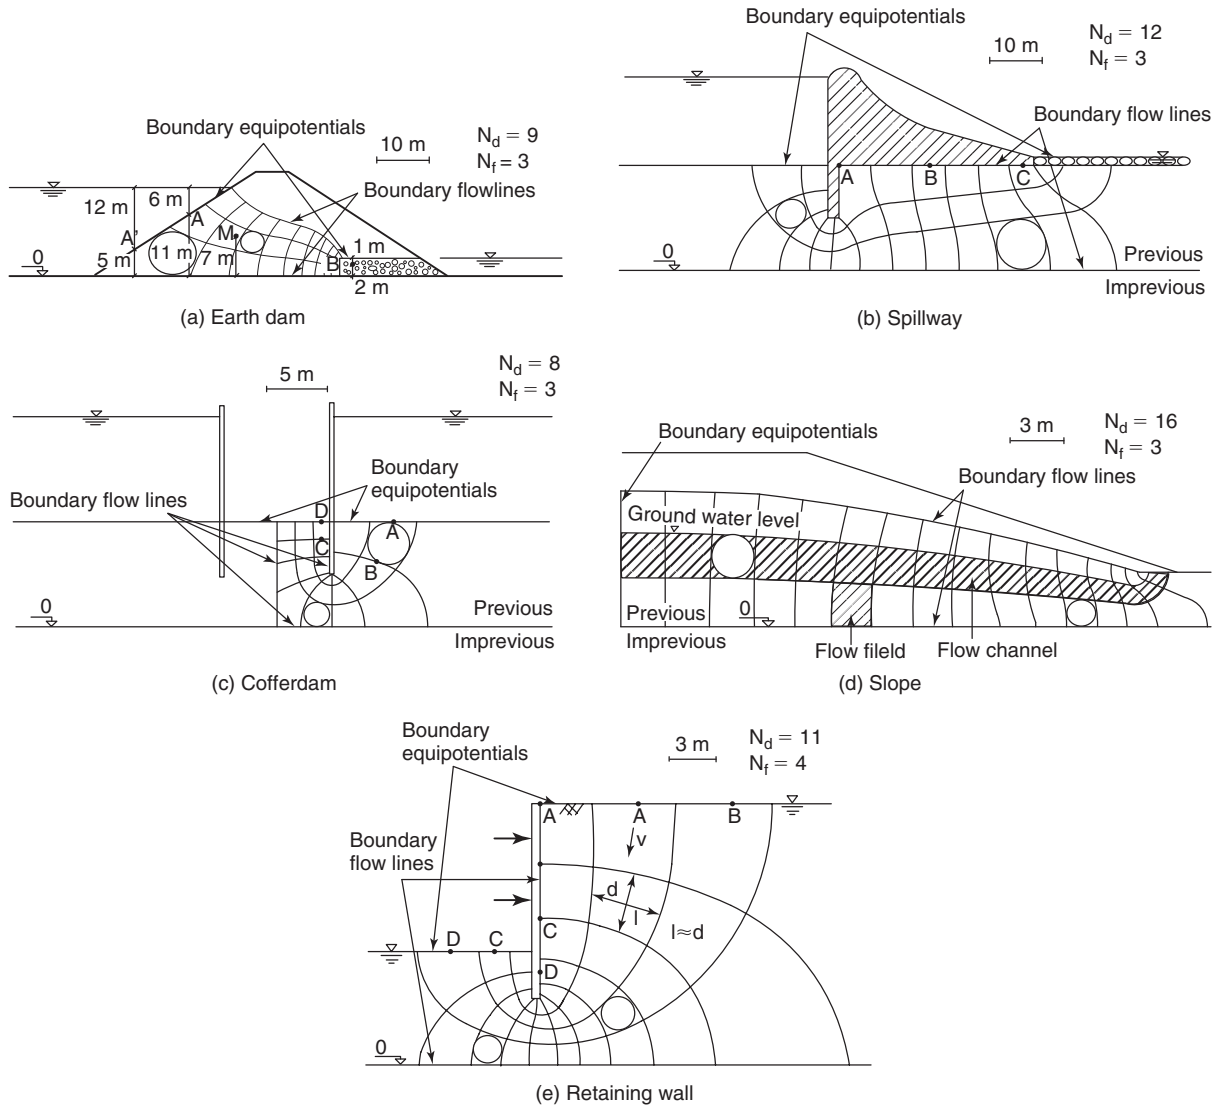 Boundary equipotentials
N_d = 9
N_f = 3
10 m
Boundary flowlines
12 m
6 m
A
A'
M
5 m
11 m
7 m
B
1 m
2 m
0
(a) Earth dam
Boundary equipotentials
10 m
N_d = 12
N_f = 3
Boundary flow lines
A
B
C
0
Previous
Imprevious
(b) Spillway
5 m
N_d = 8
N_f = 3
Boundary
equipotentials
Boundary flow lines
D
C
A
B
0
Previous
Imprevious
(c) Cofferdam
Boundary equipotentials
3 m
N_d = 16
N_f = 3
Boundary flow lines
Ground water level
0
Previous
Imprevious
Flow fileld
Flow channel
(d) Slope
Boundary
equipotentials
3 m
N_d = 11
N_f = 4
Boundary
flow lines
A
A
B
v
d
l
l≈d
C
D
D
C
0
(e) Retaining wall